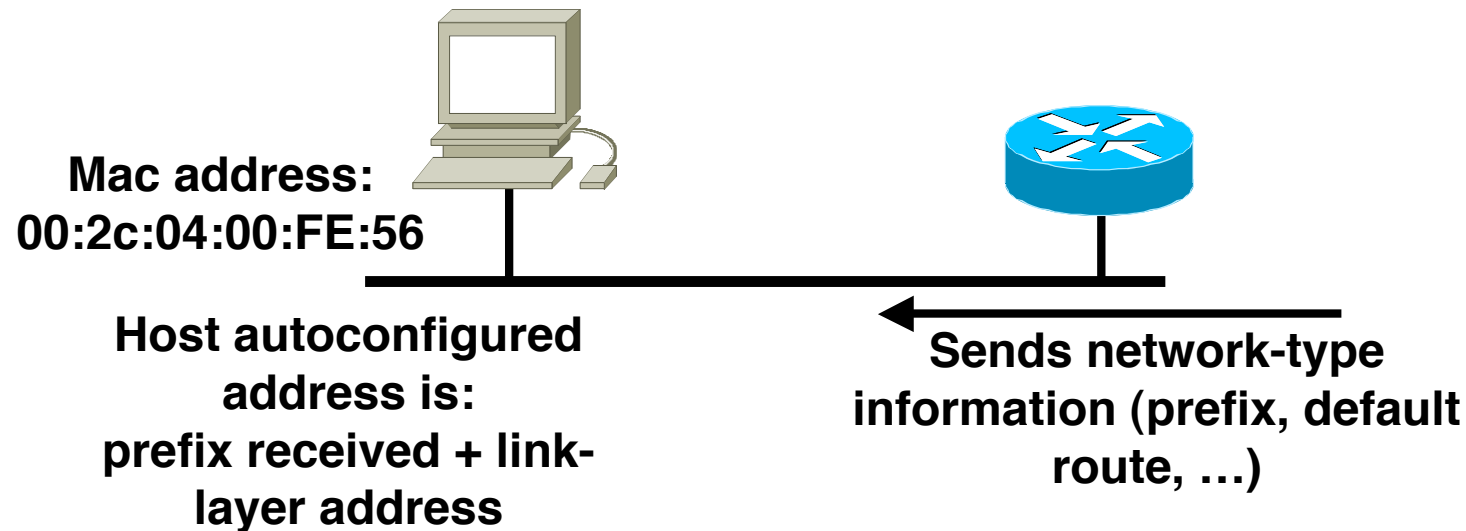 Mac address:
00:2c:04:00:FE:56
Host autoconfigured
address is:
prefix received + link-
layer address
Sends network-type
information (prefix, default
route, …)